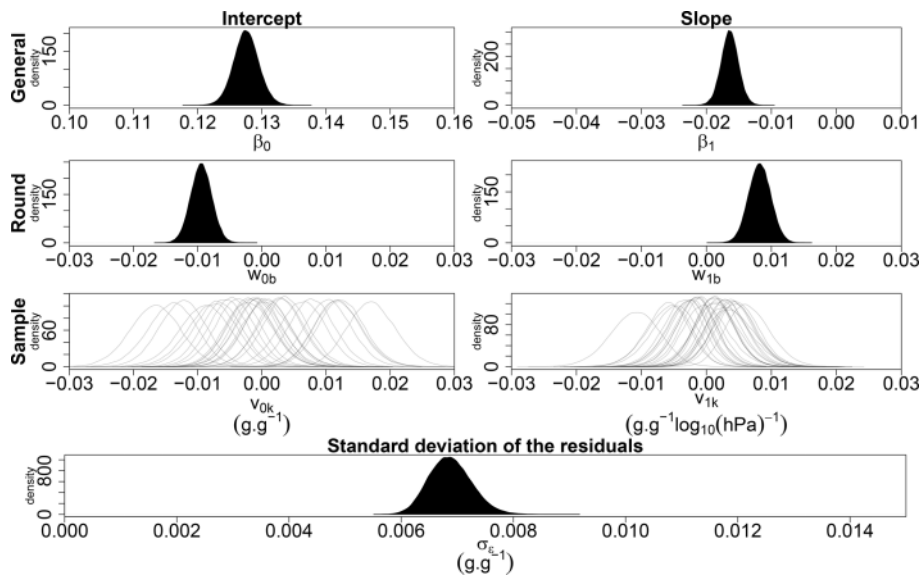 Intercept Slope
General
density
0 150
0.10 0.12 0.13 0.14 0.15 0.16
β0
density
0 200
−0.05 −0.04 −0.02 −0.01 0.00 0.01
β1
Round
density
0 150
−0.03 −0.02 −0.01 0.00 0.01 0.02 0.03
w0b
density
0 150
−0.03 −0.02 −0.01 0.00 0.01 0.02 0.03
w1b
Sample
density
0 60
−0.03 −0.02 −0.01 0.00 0.01 0.02 0.03
v0k
(g.g−1)
density
0 80
−0.03 −0.02 −0.01 0.00 0.01 0.02 0.03
v1k
(g.g−1log10(hPa)−1)
Standard deviation of the residuals
density
0 800
0.000 0.002 0.004 0.006 0.008 0.010 0.012 0.014
σε
(g.g−1)